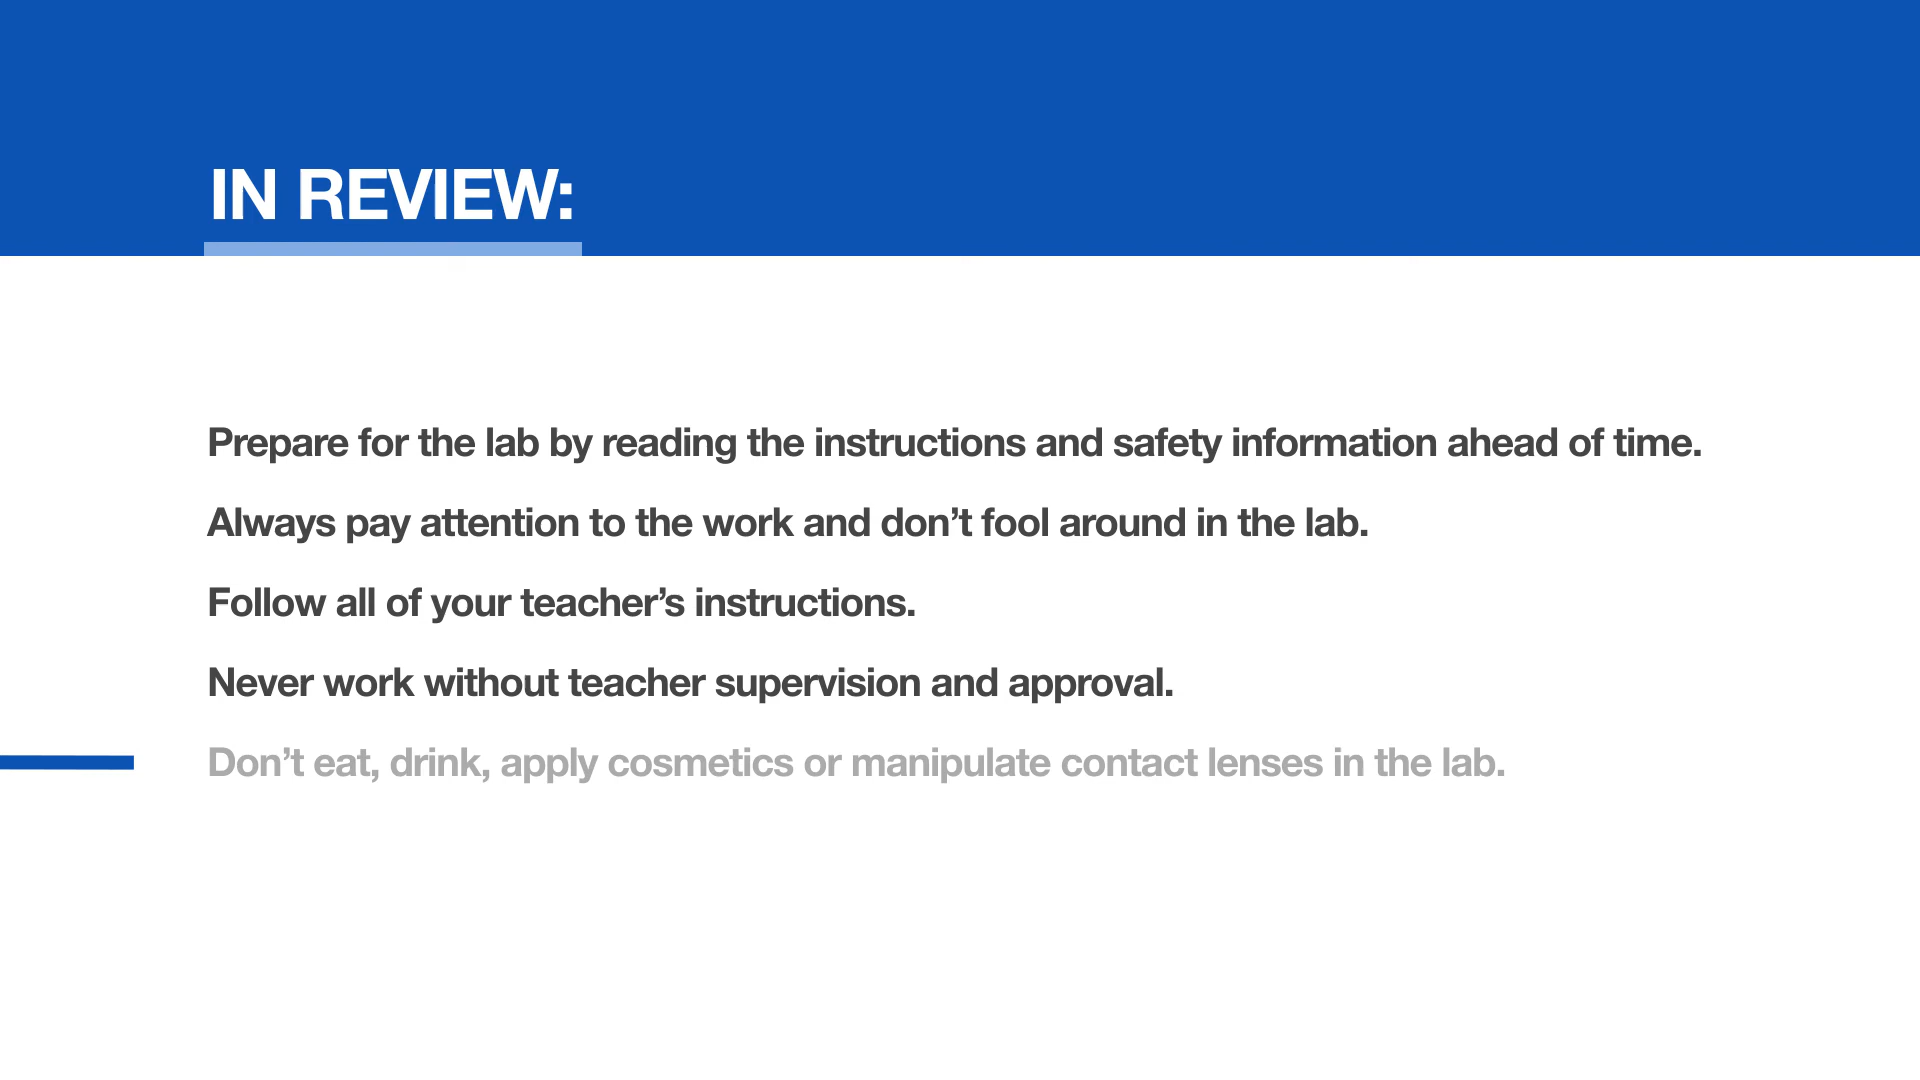 IN REVIEW:
Prepare for the lab by reading the instructions and safety information ahead of time.
Always pay attention to the work and don’t fool around in the lab.
Follow all of your teacher’s instructions.
Never work without teacher supervision and approval.
Don’t eat, drink, apply cosmetics or manipulate contact lenses in the lab.